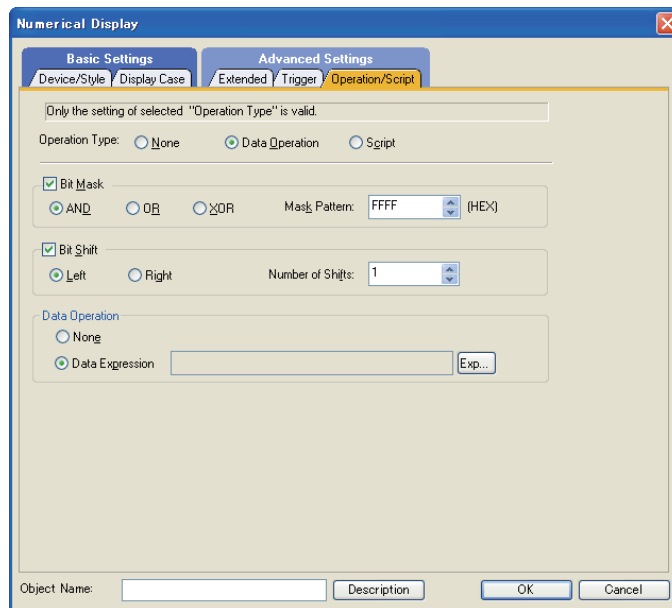 Numerical Display
Basic Settings Advanced Settings
Device/Style Display Case Extended Trigger Operation/Script
Only the setting of selected "Operation Type" is valid.
Operation Type: None Data Operation Script
Bit Mask
AND OR XOR Mask Pattern: FFFF (HEX)
Bit Shift
Left Right Number of Shifts: 1
Data Operation
None
Data Expression Exp...
Object Name: Description OK Cancel